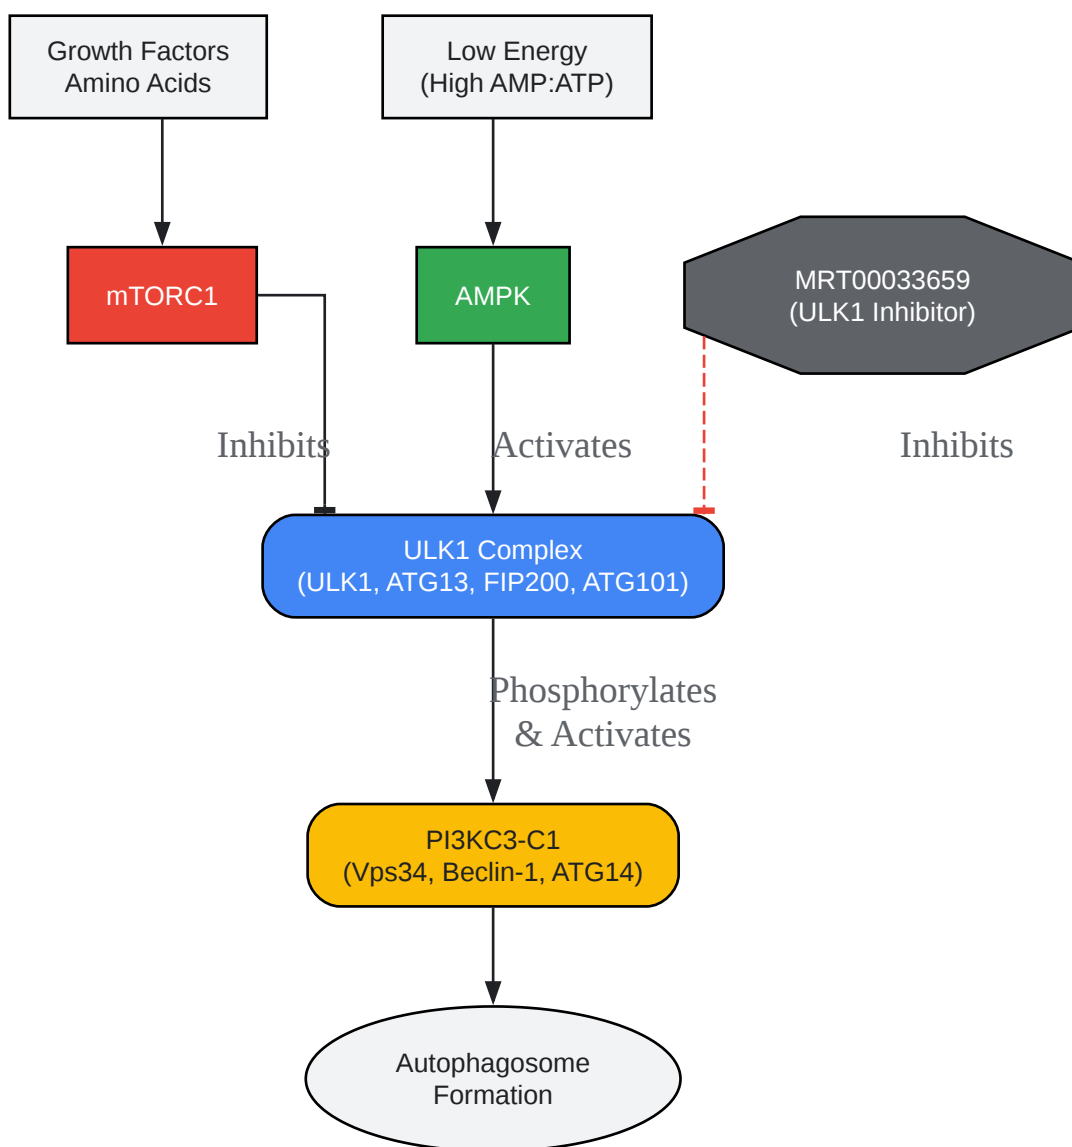 Growth Factors
Amino Acids
Low Energy
(High AMP:ATP)
mTORC1
AMPK
MRT00033659
(ULK1 Inhibitor)
Inhibits
Activates
Inhibits
ULK1 Complex
(ULK1, ATG13, FIP200, ATG101)
Phosphorylates
& Activates
PI3KC3-C1
(Vps34, Beclin-1, ATG14)
Autophagosome
Formation